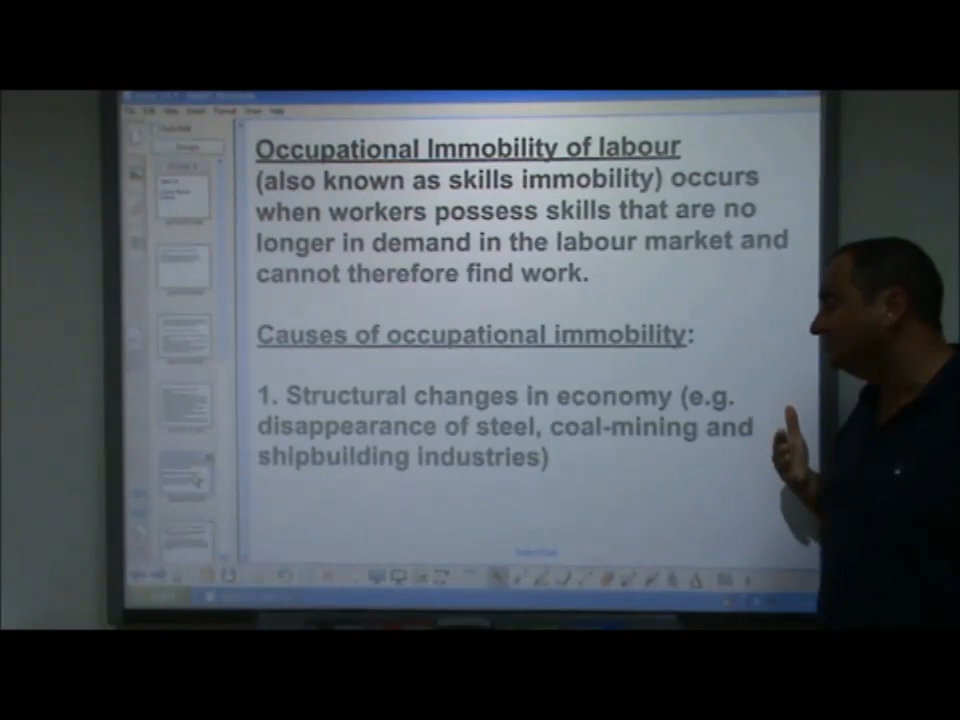 Occupational Immobility of labour
(also known as skills immobility) occurs
when workers possess skills that are no
longer in demand in the labour market and
cannot therefore find work.
Causes of occupational immobility:
1. Structural changes in economy (e.g.
disappearance of steel, coal-mining and
shipbuilding industries)